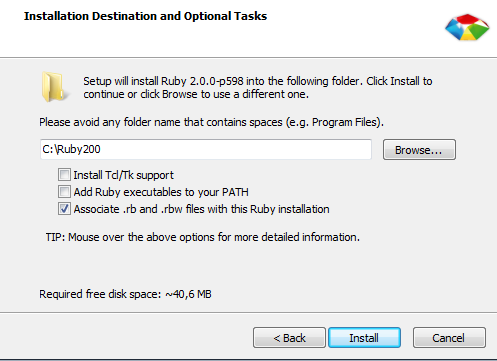 Installation Destination and Optional Tasks
Setup will install Ruby 2.0.0-p598 into the following folder. Click Install to
continue or click Browse to use a different one.
Please avoid any folder name that contains spaces (e.g. Program Files).
C:\Ruby200
Browse...
Install Tcl/Tk support
Add Ruby executables to your PATH
Associate .rb and .rbw files with this Ruby installation
TIP: Mouse over the above options for more detailed information.
Required free disk space: ~40,6 MB
< Back
Install
Cancel